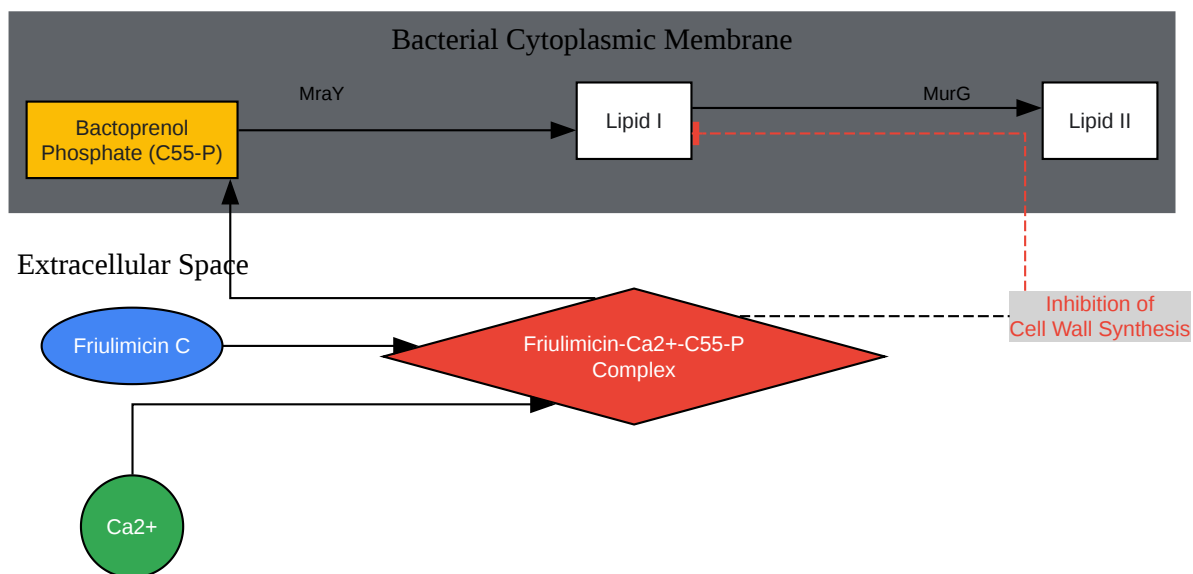 Bacterial Cytoplasmic Membrane
MraY
MurG
Bactoprenol
Phosphate (C55-P)
Lipid I
Lipid II
Extracellular Space
Friulimicin C
Friulimicin-Ca2+-C55-P
Complex
Inhibition of
Cell Wall Synthesis
Ca2+